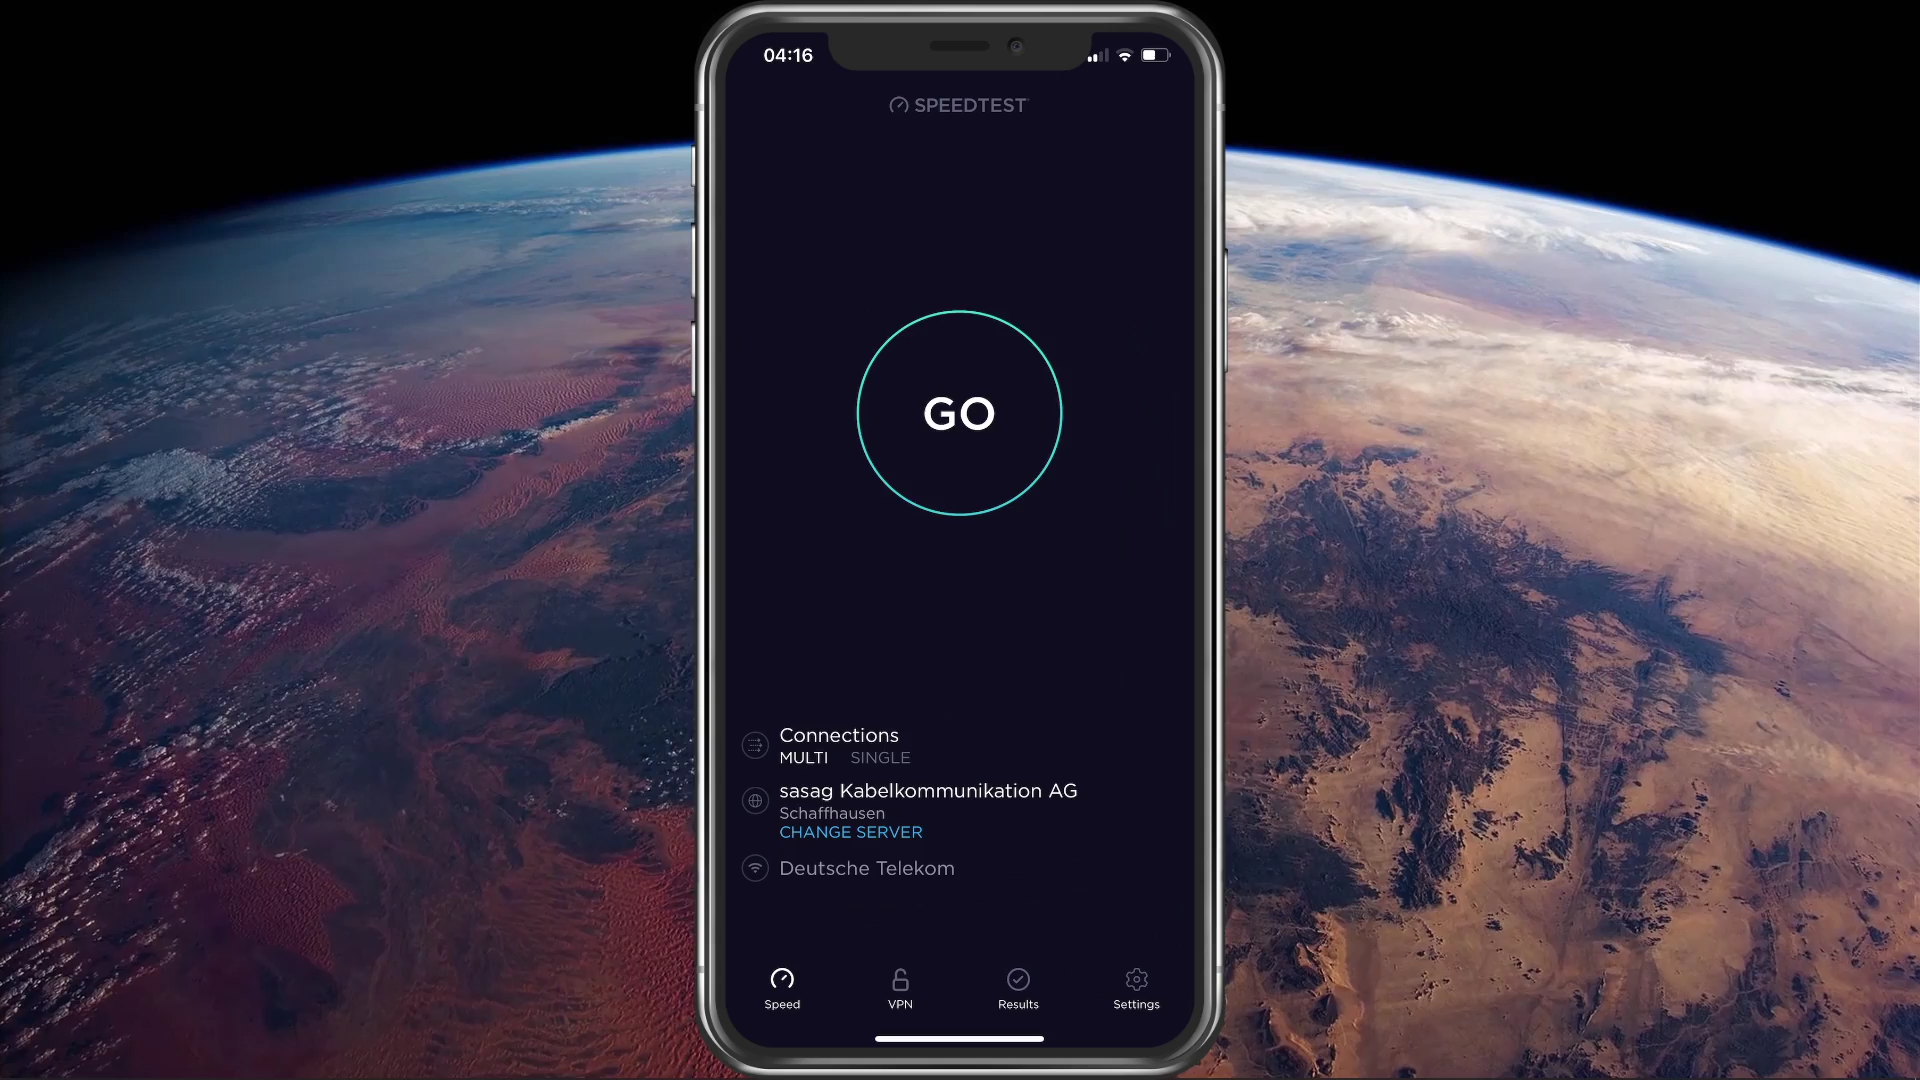 04:16
SPEEDTEST
GO
Connections
MULTI SINGLE
sasag Kabelkommunikation AG
Schaffhausen
CHANGE SERVER
Deutsche Telekom
Speed VPN Results Settings